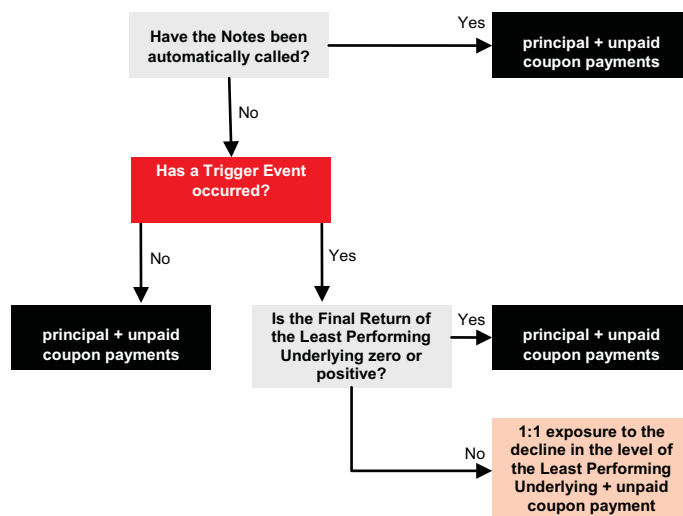 Have the Notes been
automatically called?
Yes
principal + unpaid
coupon payments
No
Has a Trigger Event
occurred?
No
Yes
principal + unpaid
coupon payments
Is the Final Return of
the Least Performing
Underlying zero or
positive?
Yes
principal + unpaid
coupon payments
No
1:1 exposure to the
decline in the level of
the Least Performing
Underlying + unpaid
coupon payment